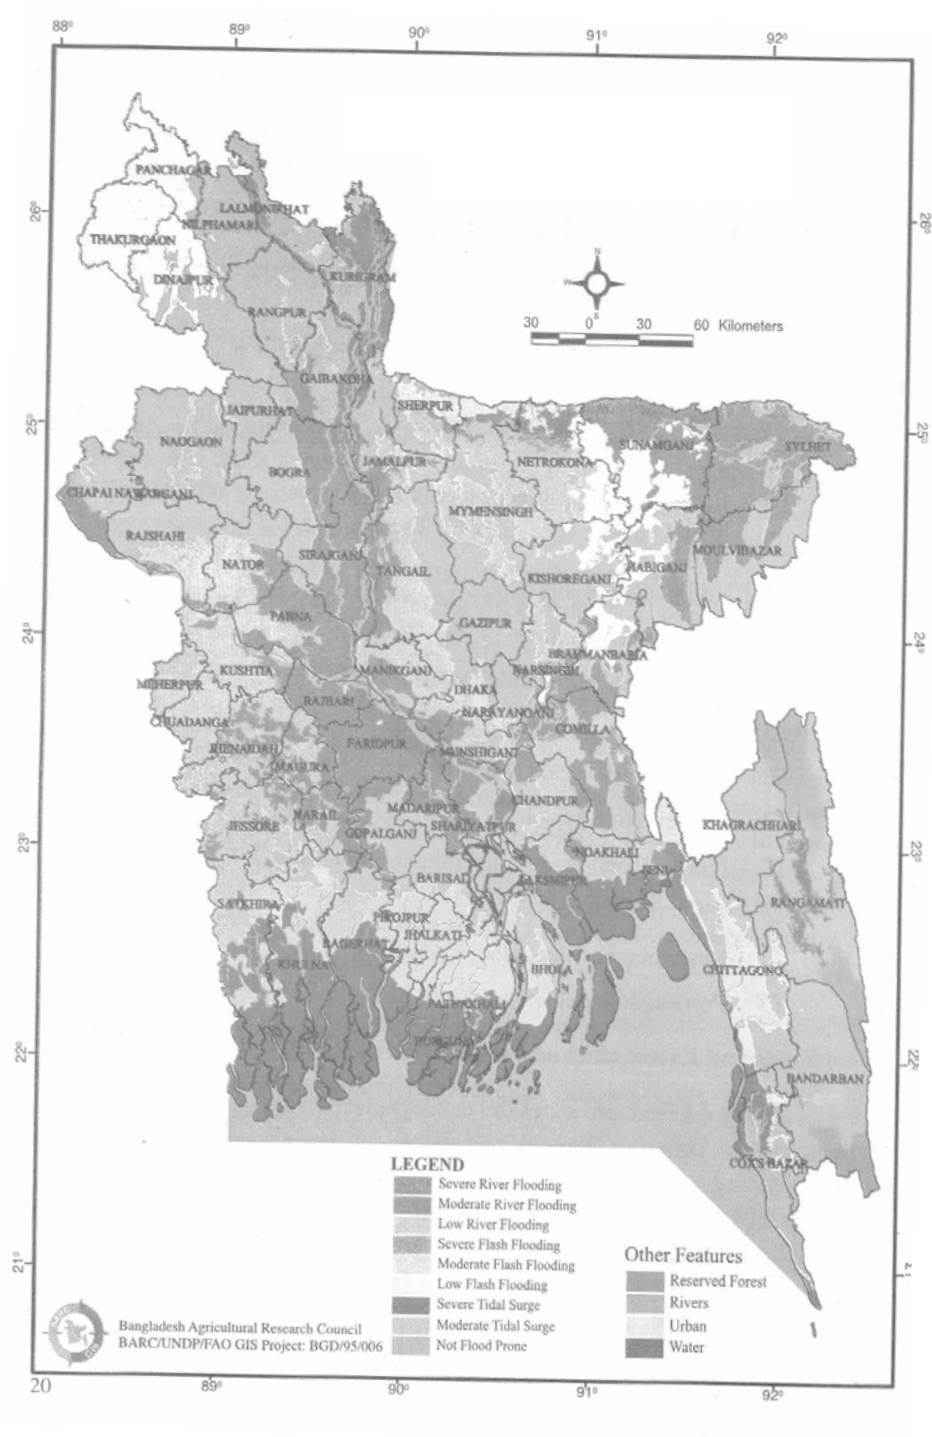 88° 89° 90° 91° 92°
PANCHAGAR
LALMONIRHAT
26° 26°
NILPHAMARI
THAKURGAON
N
DINAJPUR KURIGRAM
W
S
RANGPUR
30 0 30 60 Kilometers
GAIBANDHA
SHERPUR
JAIPURHAT
25° 25°
NAOGAON SUNAMGANJ SYLHET
BOGRA JAMALPUR NETROKONA
CHAPAI NAWABGANJ
MYMENSINGH
RAJSHAHI
SIRAJGANJ MOULVIBAZAR
NATOR TANGAIL HABIGANJ
KISHOREGANJ
PABNA
GAZIPUR
24° 24°
BRAHMANBARIA
KUSHTIA MANIKGANJ NARSINGDI
MEHERPUR
DHAKA
RAJBARI
NARAYANGANJ
CHUADANGA
COMILLA
JHENAIDAH FARIDPUR
MUNSHIGANJ
MAGURA
CHANDPUR
MADARIPUR
NARAIL
JESSORE SHARIYATPUR KHAGRACHHARI
GOPALGANJ
23° 23°
NOAKHALI
BARISAL LAKSMIPUR FENI
SATKHIRA RANGAMATI
PIROJPUR
JHALKATI
BAGERHAT
KHULNA BHOLA CHITTAGONG
PATUAKHALI
BURGUNA
22° 22°
BANDARBAN
COX'S BAZAR
LEGEND
Severe River Flooding
Moderate River Flooding
Low River Flooding
Severe Flash Flooding
Moderate Flash Flooding
Low Flash Flooding
Severe Tidal Surge
Moderate Tidal Surge
Not Flood Prone
Other Features
Reserved Forest
Rivers
Urban
Water
21°
Bangladesh Agricultural Research Council
BARC/UNDP/FAO GIS Project: BGD/95/006
20
89° 90° 91° 92°